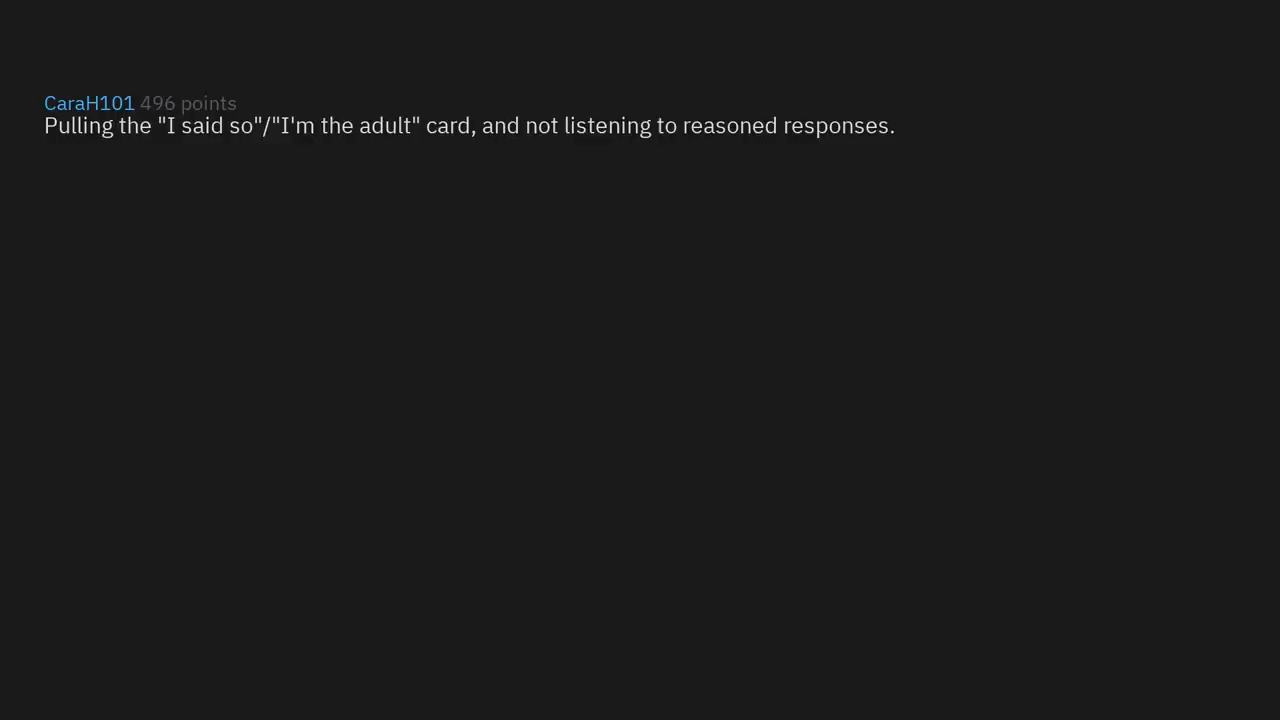 CaraH101 496 points
Pulling the "I said so"/"I'm the adult" card, and not listening to reasoned responses.